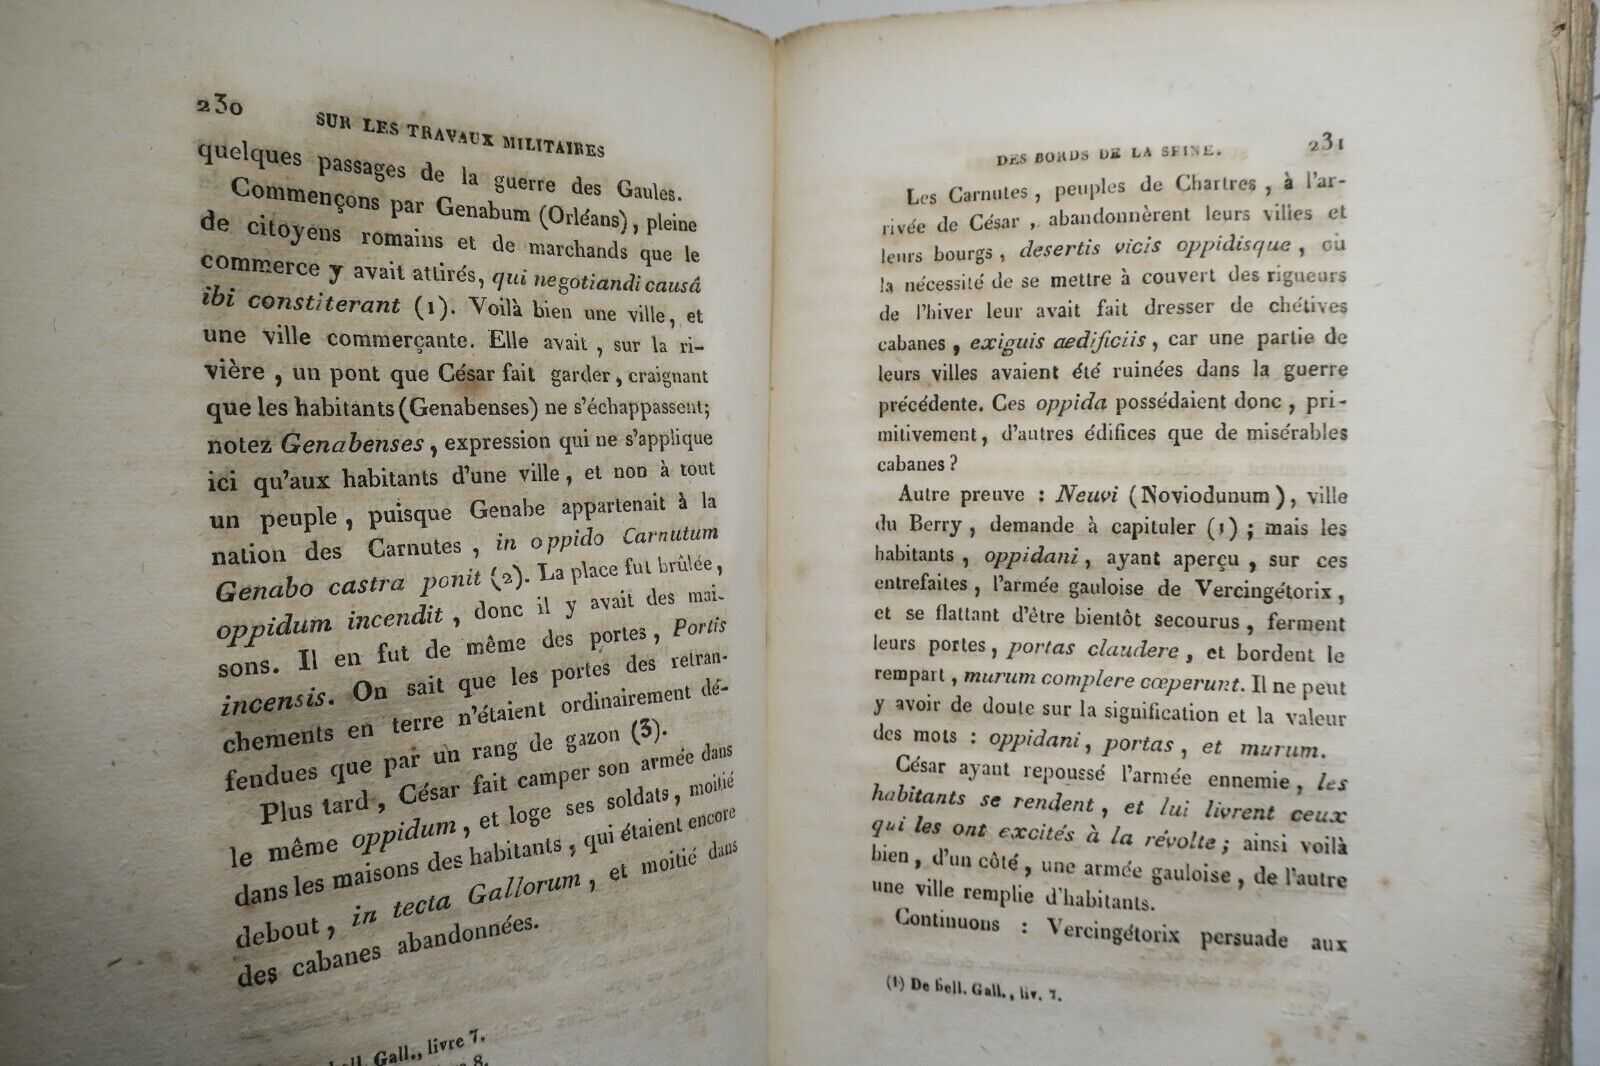 230
SUR LES TRAVAUX MILITAIRES
quelques passages de la guerre des Gaules.
Commençons par Genabum (Orléans), pleine
de citoyens romains et de marchands que le
commerce y avait attirés, qui negotiandi causâ
ibi constiterant (1). Voilà bien une ville, et
une ville commerçante. Elle avait, sur la ri-
vière, un pont que César fait garder, craignant
que les habitants (Genabenses) ne s'échappassent;
notez Genabenses, expression qui ne s'applique
ici qu'aux habitants d'une ville, et non à tout
un peuple, puisque Genabe appartenait à la
nation des Carnutes, in oppido Carnutum
Genabo castra ponit (2). La place fut brûlée,
oppidum incendit, donc il y avait des mai-
sons. Il en fut de même des portes, Portis
incensis. On sait que les portes des retran-
chements en terre n'étaient ordinairement dé-
fendues que par un rang de gazon (3).
Plus tard, César fait camper son armée dans
le même oppidum, et loge ses soldats, moitié
dans les maisons des habitants, qui étaient encore
debout, in tecta Gallorum, et moitié dans
des cabanes abandonnées.
bell. Gall., livre 7.
8.
DES BORDS DE LA SEINE.
231
Les Carnutes, peuples de Chartres, à l'ar-
rivée de César, abandonnèrent leurs villes et
leurs bourgs, desertis vicis oppidisque, où
la nécessité de se mettre à couvert des rigueurs
de l'hiver leur avait fait dresser de chétives
cabanes, exiguis ædificiis, car une partie de
leurs villes avaient été ruinées dans la guerre
précédente. Ces oppida possédaient donc, pri-
mitivement, d'autres édifices que de misérables
cabanes?
Autre preuve : Neuvi (Noviodunum), ville
du Berry, demande à capituler (1); mais les
habitants, oppidani, ayant aperçu, sur ces
entrefaites, l'armée gauloise de Vercingétorix,
et se flattant d'être bientôt secourus, ferment
leurs portes, portas claudere, et bordent le
rempart, murum complere cœperunt. Il ne peut
y avoir de doute sur la signification et la valeur
des mots : oppidani, portas, et murum.
César ayant repoussé l'armée ennemie, les
habitants se rendent, et lui livrent ceux
qui les ont excités à la révolte; ainsi voilà
bien, d'un côté, une armée gauloise, de l'autre
une ville remplie d'habitants.
Continuons : Vercingétorix persuade aux
(1) De bell. Gall., liv. 7.